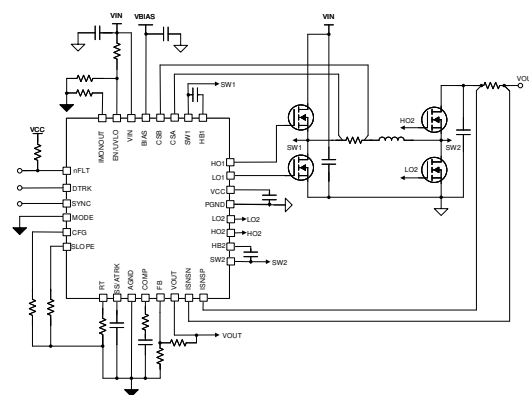 VIN
VBIAS
VIN
SW1
VCC
IMONOUT
EN/UVLO
VIN
BIAS
CSB
CSA
SW1
HB1
nFLT
DTRK
SYNC
MODE
CFG
SLOPE
HO1
LO1
VCC
PGND
LO2
HO2
HB2
SW2
LO2
HO2
SW2
RT
SS/ATRK
AGND
COMP
FB
VOUT
ISNSN
ISNSP
VOUT
SW1
HO2
SW2
LO2